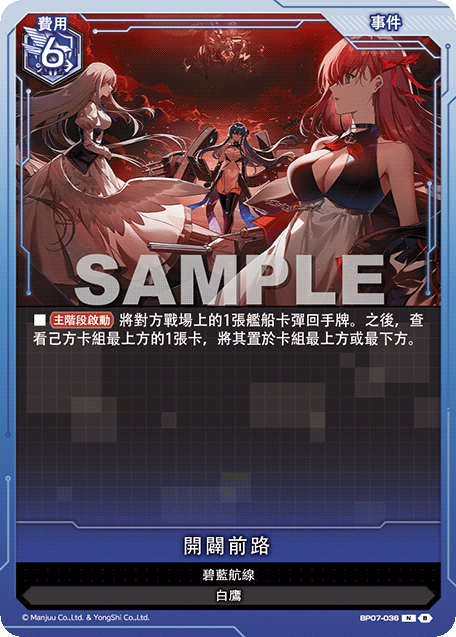 費用
事件
6
SAMPLE
■ 主階段啟動 將對方戰場上的1張艦船卡彈回手牌。之後，查
看己方卡組最上方的1張卡，將其置於卡組最上方或最下方。
開闢前路
碧藍航線
白鷹
© Manjuu Co.,Ltd. & YongShi Co.,Ltd.
BP07-036 N B